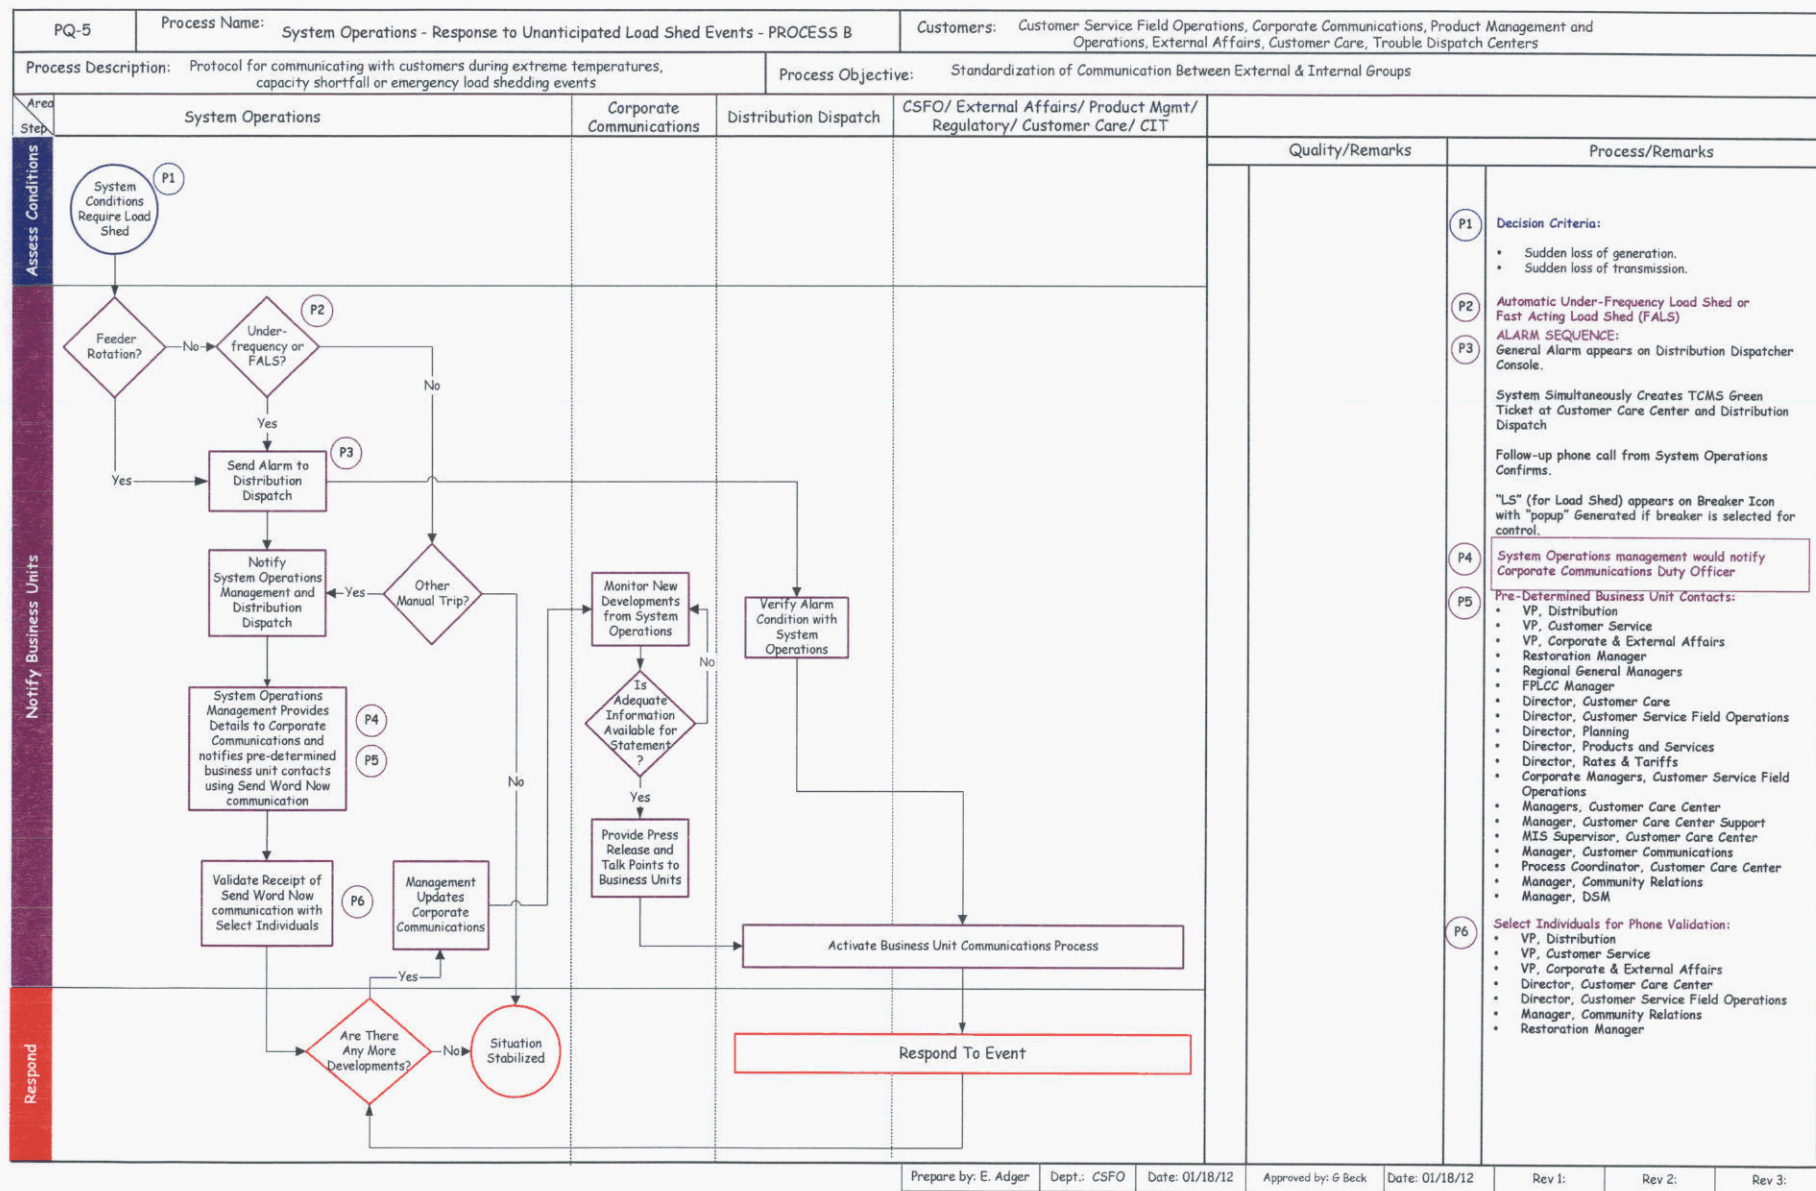 PQ-5
Process Name: System Operations - Response to Unanticipated Load Shed Events - PROCESS B
Customers: Customer Service Field Operations, Corporate Communications, Product Management and
Operations, External Affairs, Customer Care, Trouble Dispatch Centers
Process Description: Protocol for communicating with customers during extreme temperatures,
capacity shortfall or emergency load shedding events
Process Objective: Standardization of Communication Between External & Internal Groups
Area
Step
System Operations
Corporate
Communications
Distribution Dispatch
CSFO/ External Affairs/ Product Mgmt/
Regulatory/ Customer Care/ CIT
Quality/Remarks
Process/Remarks
Assess Conditions
System
Conditions
Require Load
Shed
P1
Notify Business Units
Feeder
Rotation?
No
Under-
frequency or
FALS?
P2
No
Yes
Yes
Send Alarm to
Distribution
Dispatch
P3
Notify
System Operations
Management and
Distribution
Dispatch
Yes
Other
Manual Trip?
No
System Operations
Management Provides
Details to Corporate
Communications and
notifies pre-determined
business unit contacts
using Send Word Now
communication
P4
P5
Validate Receipt of
Send Word Now
communication with
Select Individuals
P6
Management
Updates
Corporate
Communications
Yes
Monitor New
Developments
from System
Operations
No
Is
Adequate
Information
Available for
Statement
?
Yes
Provide Press
Release and
Talk Points to
Business Units
Verify Alarm
Condition with
System
Operations
Activate Business Unit Communications Process
Respond
Are There
Any More
Developments?
No
Situation
Stabilized
Respond To Event
P1
Decision Criteria:
• Sudden loss of generation.
• Sudden loss of transmission.
P2
Automatic Under-Frequency Load Shed or
Fast Acting Load Shed (FALS)
P3
ALARM SEQUENCE:
General Alarm appears on Distribution Dispatcher
Console.
System Simultaneously Creates TCMS Green
Ticket at Customer Care Center and Distribution
Dispatch
Follow-up phone call from System Operations
Confirms.
"LS" (for Load Shed) appears on Breaker Icon
with "popup" Generated if breaker is selected for
control.
P4
System Operations management would notify
Corporate Communications Duty Officer
P5
Pre-Determined Business Unit Contacts:
• VP, Distribution
• VP, Customer Service
• VP, Corporate & External Affairs
• Restoration Manager
• Regional General Managers
• FPLCC Manager
• Director, Customer Care
• Director, Customer Service Field Operations
• Director, Planning
• Director, Products and Services
• Director, Rates & Tariffs
• Corporate Managers, Customer Service Field
Operations
• Managers, Customer Care Center
• Manager, Customer Care Center Support
• MIS Supervisor, Customer Care Center
• Manager, Customer Communications
• Process Coordinator, Customer Care Center
• Manager, Community Relations
• Manager, DSM
P6
Select Individuals for Phone Validation:
• VP, Distribution
• VP, Customer Service
• VP, Corporate & External Affairs
• Director, Customer Care Center
• Director, Customer Service Field Operations
• Manager, Community Relations
• Restoration Manager
Prepare by: E. Adger
Dept.: CSFO
Date: 01/18/12
Approved by: G Beck
Date: 01/18/12
Rev 1:
Rev 2:
Rev 3: